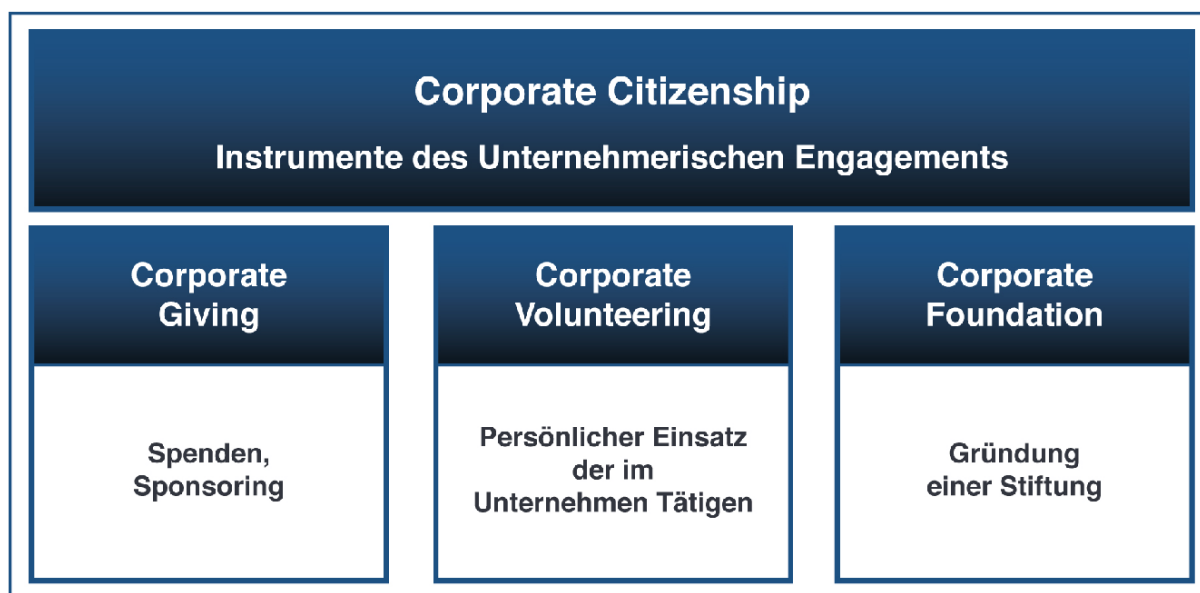 Corporate Citizenship
Instrumente des Unternehmerischen Engagements
Corporate
Giving
Spenden,
Sponsoring
Corporate
Volunteering
Persönlicher Einsatz
der im
Unternehmen Tätigen
Corporate
Foundation
Gründung
einer Stiftung